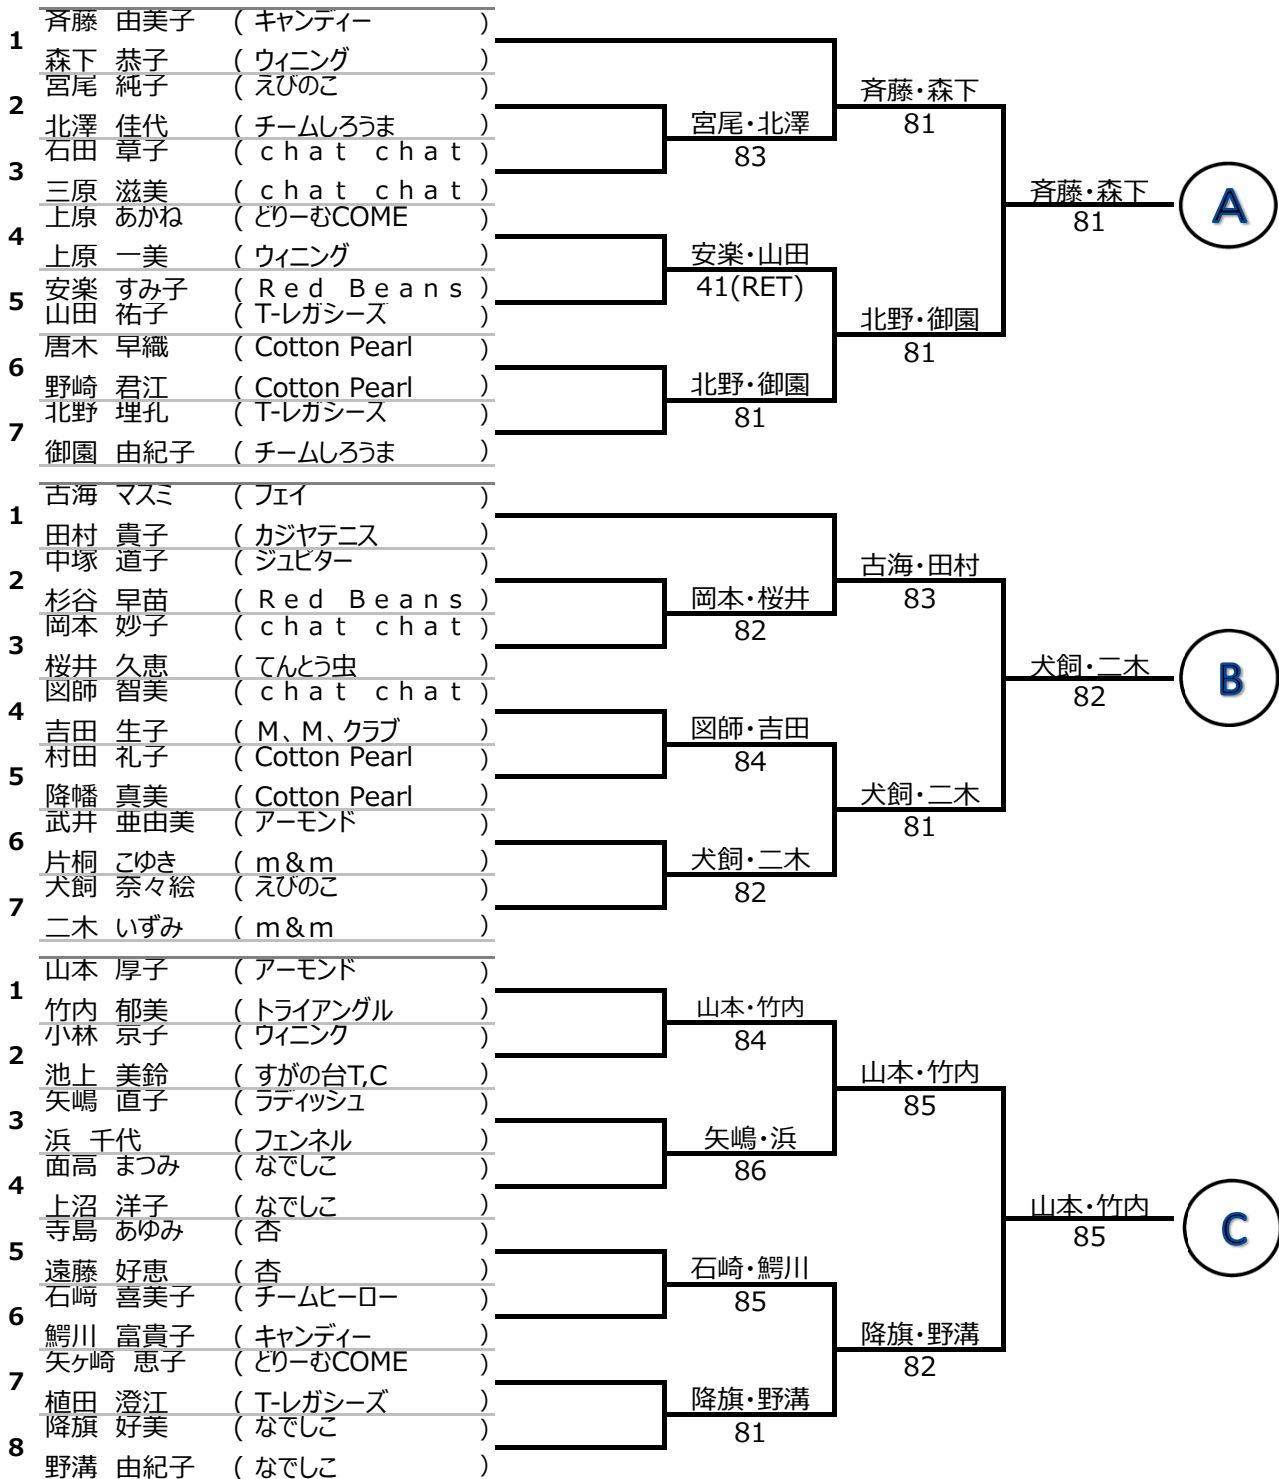 斉藤 由美子 ( キャンディー )
1
森下 恭子 ( ウィニング )
宮尾 純子 ( えびのこ )
2
北澤 佳代 ( チームしろうま )
石田 章子 ( ｃｈａｔ ｃｈａｔ )
3
三原 滋美 ( ｃｈａｔ ｃｈａｔ )
上原 あかね ( どりーむCOME )
4
上原 一美 ( ウィニング )
安楽 すみ子 ( Ｒｅｄ Ｂｅａｎｓ )
5
山田 祐子 ( T-レガシーズ )
唐木 早織 ( Cotton Pearl )
6
野崎 君江 ( Cotton Pearl )
北野 理孔 ( T-レガシーズ )
7
御園 由紀子 ( チームしろうま )
宮尾・北澤
83
安楽・山田
41(RET)
北野・御園
81
斉藤・森下
81
北野・御園
81
斉藤・森下
81
A
古海 マスミ ( フェイ )
1
田村 貴子 ( カジヤテニス )
中塚 道子 ( ジュピター )
2
杉谷 早苗 ( Ｒｅｄ Ｂｅａｎｓ )
岡本 妙子 ( ｃｈａｔ ｃｈａｔ )
3
桜井 久恵 ( てんとう虫 )
図師 智美 ( ｃｈａｔ ｃｈａｔ )
4
吉田 生子 ( Ｍ、Ｍ、クラブ )
村田 礼子 ( Cotton Pearl )
5
降幡 真美 ( Cotton Pearl )
武井 亜由美 ( アーモンド )
6
片桐 こゆき ( ｍ＆ｍ )
犬飼 奈々絵 ( えびのこ )
7
二木 いずみ ( ｍ＆ｍ )
岡本・桜井
82
図師・吉田
84
犬飼・二木
82
古海・田村
83
犬飼・二木
81
犬飼・二木
82
B
山本 厚子 ( アーモンド )
1
竹内 郁美 ( トライアングル )
小林 京子 ( ウィニング )
2
池上 美鈴 ( すがの台T,C )
矢嶋 直子 ( ラディッシュ )
3
浜 千代 ( フェンネル )
面高 まつみ ( なでしこ )
4
上沼 洋子 ( なでしこ )
寺島 あゆみ ( 杏 )
5
遠藤 好恵 ( 杏 )
石﨑 喜美子 ( チームヒーロー )
6
鰐川 富貴子 ( キャンディー )
矢ヶ崎 恵子 ( どりーむCOME )
7
植田 澄江 ( T-レガシーズ )
降旗 好美 ( なでしこ )
8
野溝 由紀子 ( なでしこ )
山本・竹内
84
矢嶋・浜
86
石崎・鰐川
85
降旗・野溝
81
山本・竹内
85
降旗・野溝
82
山本・竹内
85
C